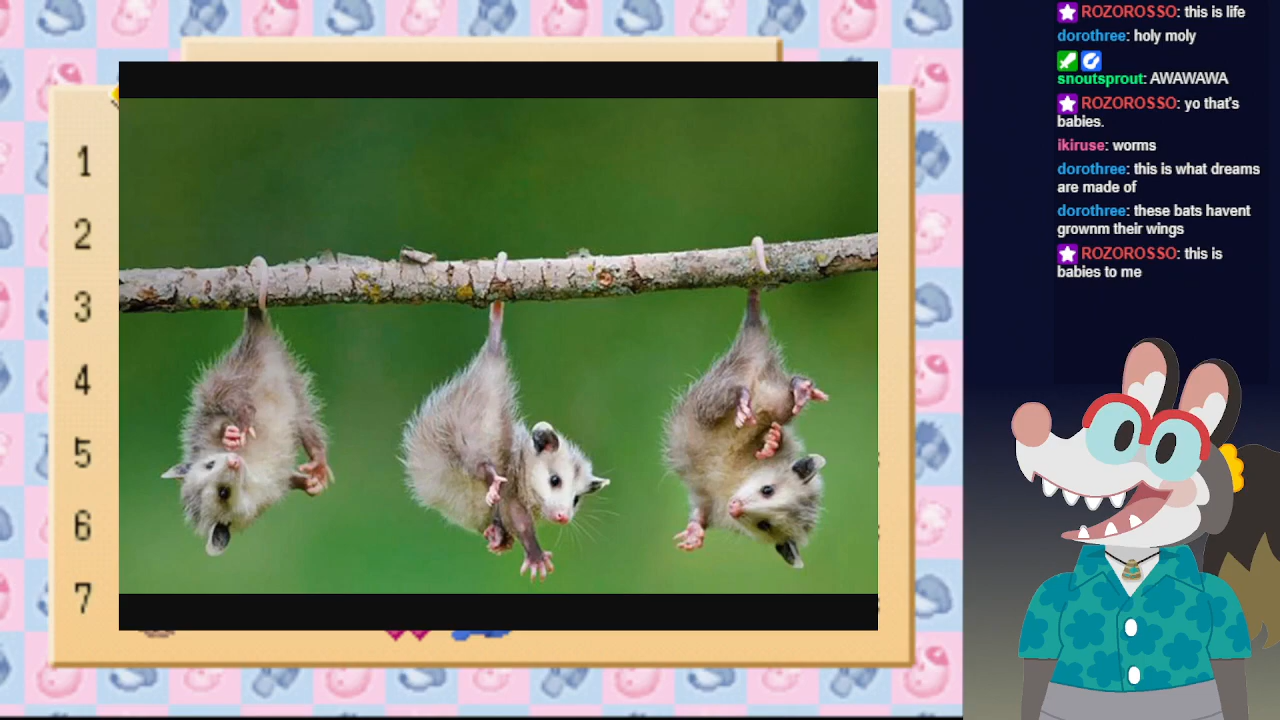 1
2
3
4
5
6
7
ROZOROSSO: this is life
dorothree: holy moly
snoutsprout: AWAWAWA
ROZOROSSO: yo that's
babies.
ikiruse: worms
dorothree: this is what dreams
are made of
dorothree: these bats havent
grownm their wings
ROZOROSSO: this is
babies to me